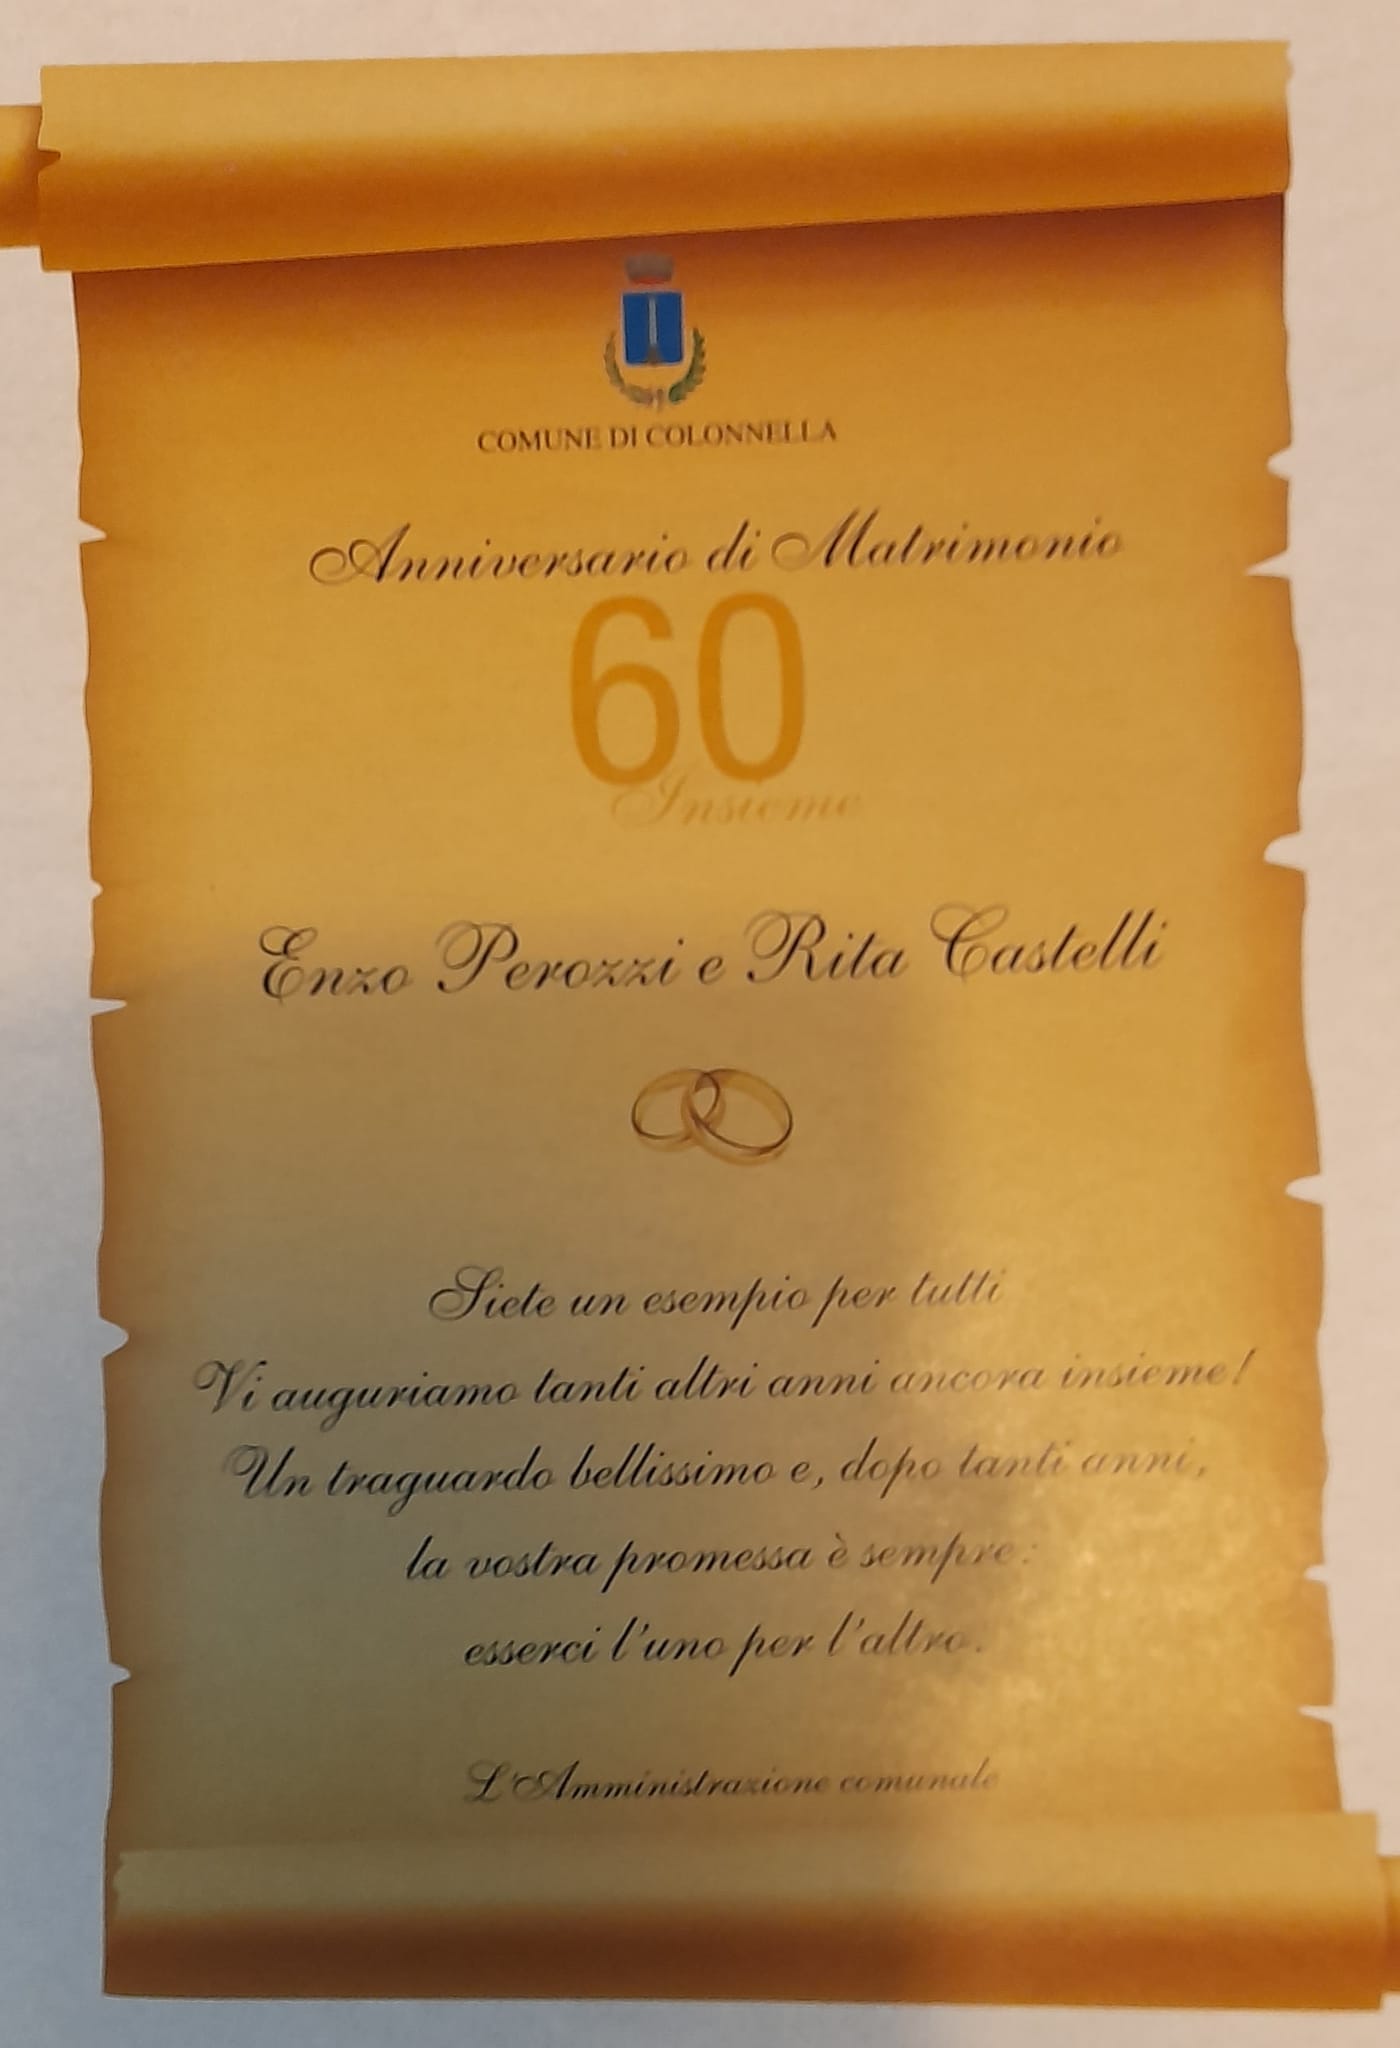 COMUNE DI COLONNELLA
Anniversario di Matrimonio
60
Insieme
Enzo Perozzi e Rita Castelli
Siete un esempio per tutti
Vi auguriamo tanti altri anni ancora insieme!
Un traguardo bellissimo e, dopo tanti anni,
la vostra promessa è sempre:
esserci l'uno per l'altro.
L'Amministrazione comunale